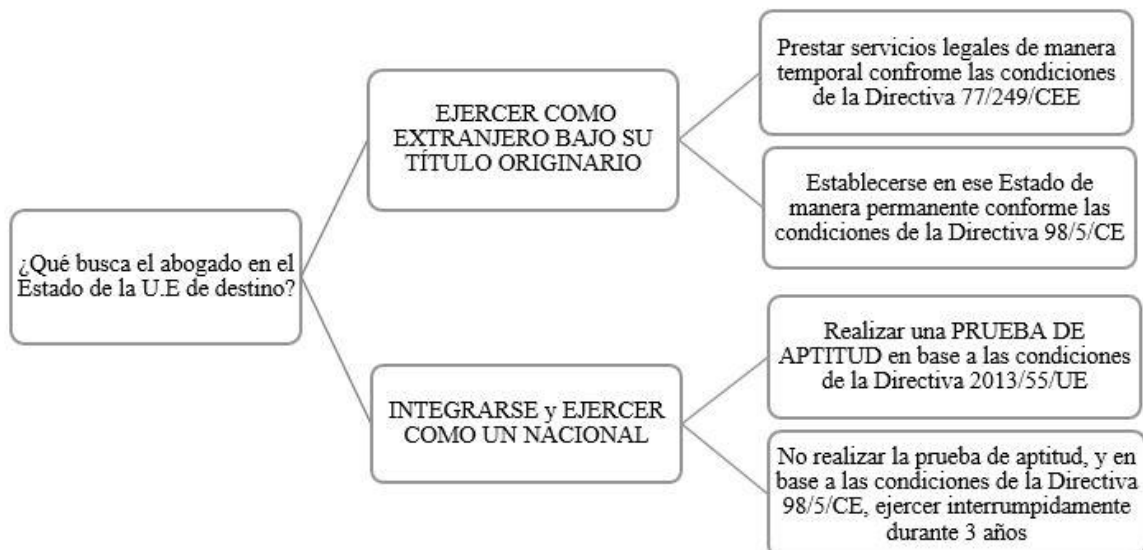 ¿Qué busca el abogado en el
Estado de la U.E de destino?
EJERCER COMO
EXTRANJERO BAJO SU
TÍTULO ORIGINARIO
Prestar servicios legales de manera
temporal confrome las condiciones
de la Directiva 77/249/CEE
Establecerse en ese Estado de
manera permanente conforme las
condiciones de la Directiva 98/5/CE
INTEGRARSE y EJERCER
COMO UN NACIONAL
Realizar una PRUEBA DE
APTITUD en base a las condiciones
de la Directiva 2013/55/UE
No realizar la prueba de aptitud, y en
base a las condiciones de la Directiva
98/5/CE, ejercer interrumpidamente
durante 3 años